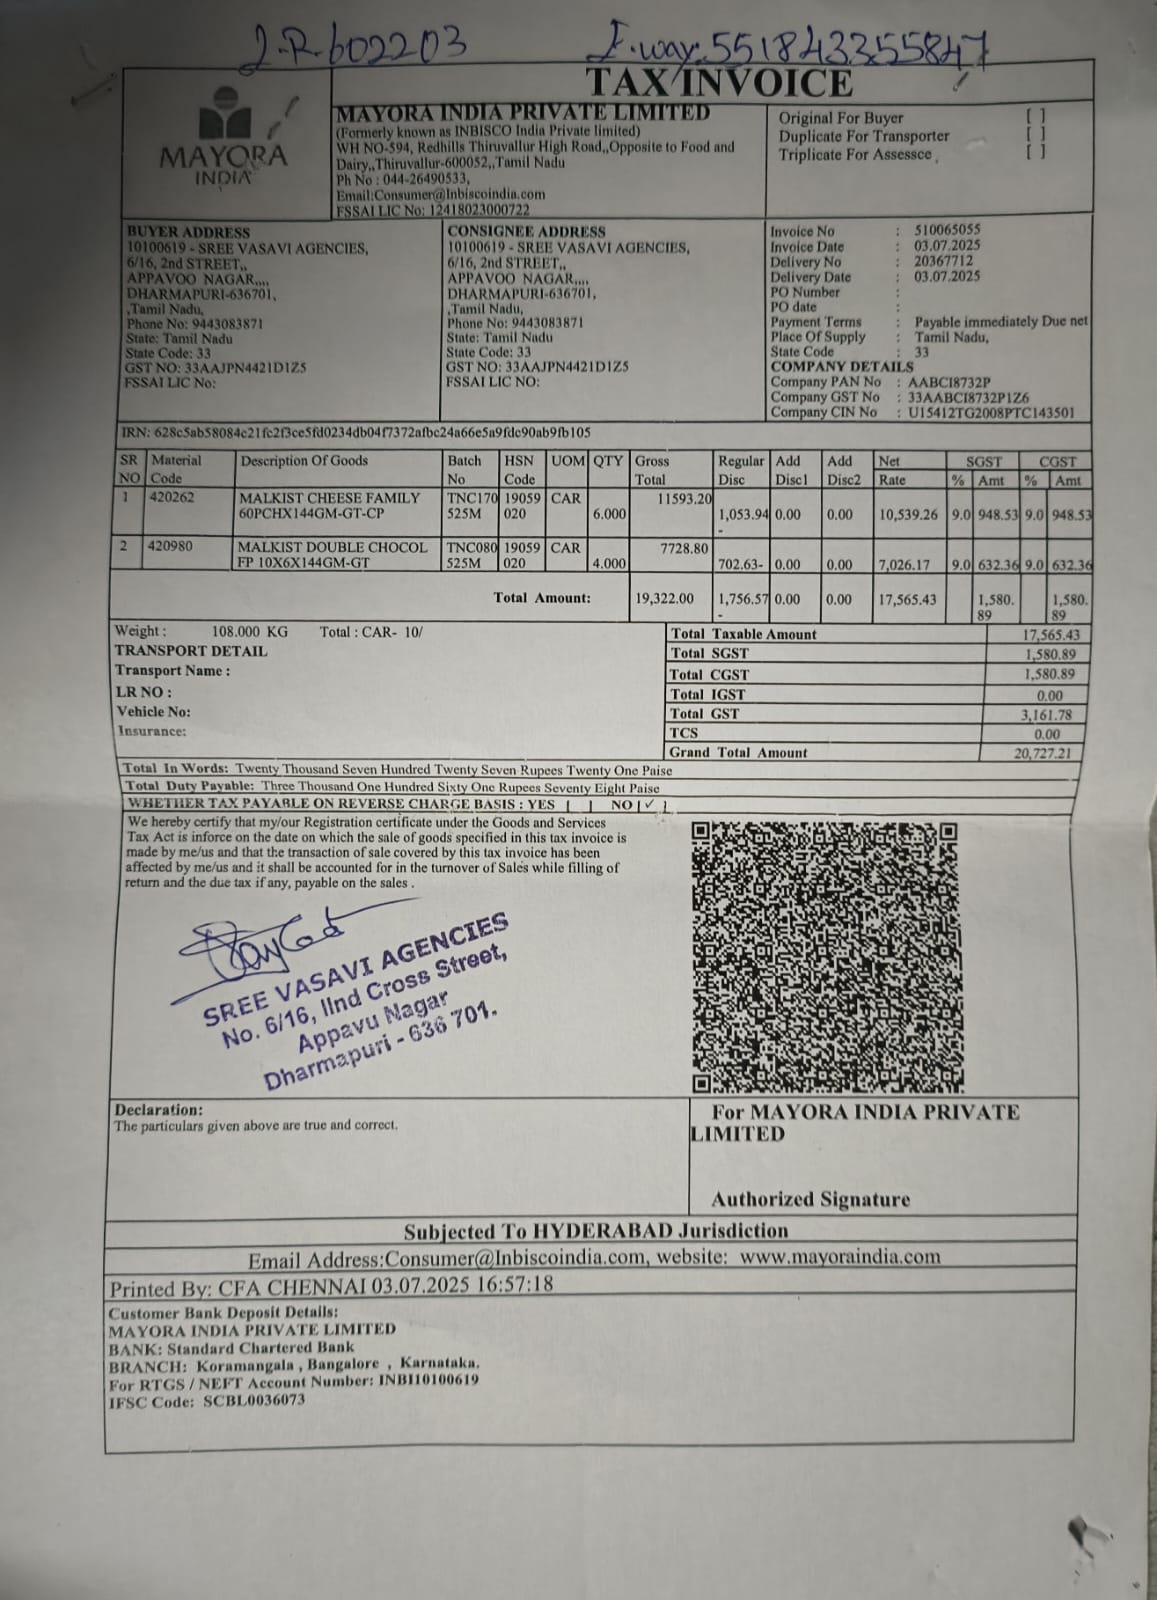 J.R-602203 E.way:551843355847
TAX INVOICE
MAYORA
INDIA
MAYORA INDIA PRIVATE LIMITED
(Formerly known as INBISCO India Private limited)
WH NO-594, Redhills Thiruvallur High Road,,Opposite to Food and
Dairy,,Thiruvallur-600052,,Tamil Nadu
Ph No : 044-26490533,
Email:Consumer@Inbiscoindia.com
FSSAI LIC No: 12418023000722
Original For Buyer [ ]
Duplicate For Transporter [ ]
Triplicate For Assessce [ ]
BUYER ADDRESS
10100619 - SREE VASAVI AGENCIES,
6/16, 2nd STREET,,
APPAVOO NAGAR,,,,
DHARMAPURI-636701,
,Tamil Nadu,
Phone No: 9443083871
State: Tamil Nadu
State Code: 33
GST NO: 33AAJPN4421D1Z5
FSSAI LIC No:
CONSIGNEE ADDRESS
10100619 - SREE VASAVI AGENCIES,
6/16, 2nd STREET,,
APPAVOO NAGAR,,,,
DHARMAPURI-636701,
,Tamil Nadu,
Phone No: 9443083871
State: Tamil Nadu
State Code: 33
GST NO: 33AAJPN4421D1Z5
FSSAI LIC NO:
Invoice No : 510065055
Invoice Date : 03.07.2025
Delivery No : 20367712
Delivery Date : 03.07.2025
PO Number :
PO date :
Payment Terms : Payable immediately Due net
Place Of Supply : Tamil Nadu,
State Code : 33
COMPANY DETAILS
Company PAN No : AABCI8732P
Company GST No : 33AABCI8732P1Z6
Company CIN No : U15412TG2008PTC143501
IRN: 628c5ab58084c21fc2f3ce5fd0234db04f7372afbc24a66e5a9fdc90ab9fb105
SR Material Description Of Goods Batch HSN UOM QTY Gross Regular Add Add Net SGST CGST
NO Code No Code Total Disc Disc1 Disc2 Rate % Amt % Amt
1 420262 MALKIST CHEESE FAMILY TNC170 19059 CAR 11593.20
60PCHX144GM-GT-CP 525M 020 6.000 1,053.94 0.00 0.00 10,539.26 9.0 948.53 9.0 948.53
-
2 420980 MALKIST DOUBLE CHOCOL TNC080 19059 CAR 7728.80
FP 10X6X144GM-GT 525M 020 4.000 702.63- 0.00 0.00 7,026.17 9.0 632.36 9.0 632.36
Total Amount: 19,322.00 1,756.57 0.00 0.00 17,565.43 1,580. 1,580.
- 89 89
Weight : 108.000 KG Total : CAR- 10/
TRANSPORT DETAIL
Transport Name :
LR NO :
Vehicle No:
Insurance:
Total Taxable Amount 17,565.43
Total SGST 1,580.89
Total CGST 1,580.89
Total IGST 0.00
Total GST 3,161.78
TCS 0.00
Grand Total Amount 20,727.21
Total In Words: Twenty Thousand Seven Hundred Twenty Seven Rupees Twenty One Paise
Total Duty Payable: Three Thousand One Hundred Sixty One Rupees Seventy Eight Paise
WHETHER TAX PAYABLE ON REVERSE CHARGE BASIS : YES [ ] NO [✓ ]
We hereby certify that my/our Registration certificate under the Goods and Services
Tax Act is inforce on the date on which the sale of goods specified in this tax invoice is
made by me/us and that the transaction of sale covered by this tax invoice has been
affected by me/us and it shall be accounted for in the turnover of Sales while filling of
return and the due tax if any, payable on the sales .
SREE VASAVI AGENCIES
No. 6/16, IInd Cross Street,
Appavu Nagar
Dharmapuri - 636 701.
Declaration:
The particulars given above are true and correct.
For MAYORA INDIA PRIVATE
LIMITED
Authorized Signature
Subjected To HYDERABAD Jurisdiction
Email Address:Consumer@Inbiscoindia.com, website: www.mayoraindia.com
Printed By: CFA CHENNAI 03.07.2025 16:57:18
Customer Bank Deposit Details:
MAYORA INDIA PRIVATE LIMITED
BANK: Standard Chartered Bank
BRANCH: Koramangala , Bangalore , Karnataka.
For RTGS / NEFT Account Number: INBI10100619
IFSC Code: SCBL0036073